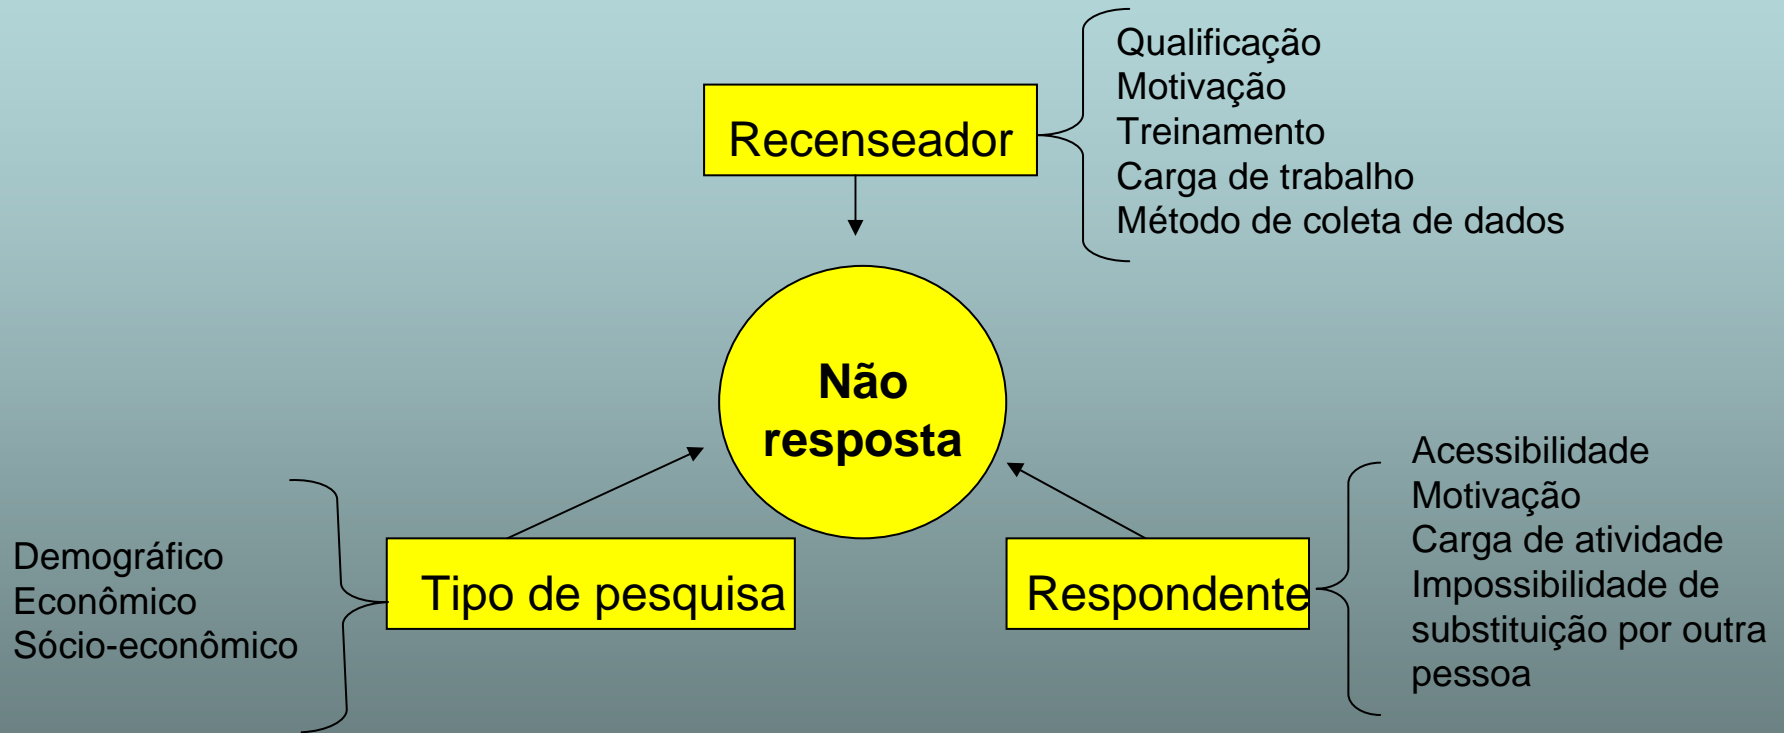 Qualificação
Motivação
Treinamento
Carga de trabalho
Método de coleta de dados
Recenseador
Não
resposta
Demográfico
Econômico
Sócio-econômico
Tipo de pesquisa
Respondente
Acessibilidade
Motivação
Carga de atividade
Impossibilidade de
substituição por outra
pessoa